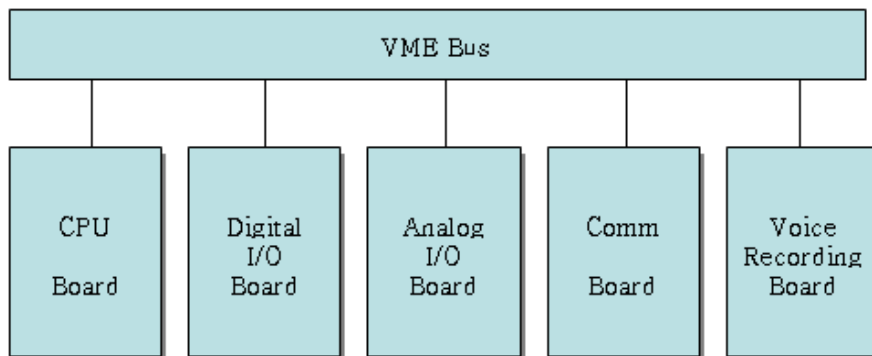 VME Bus
CPU
Board
Digital
I/O
Board
Analog
I/O
Board
Comm
Board
Voice
Recording
Board